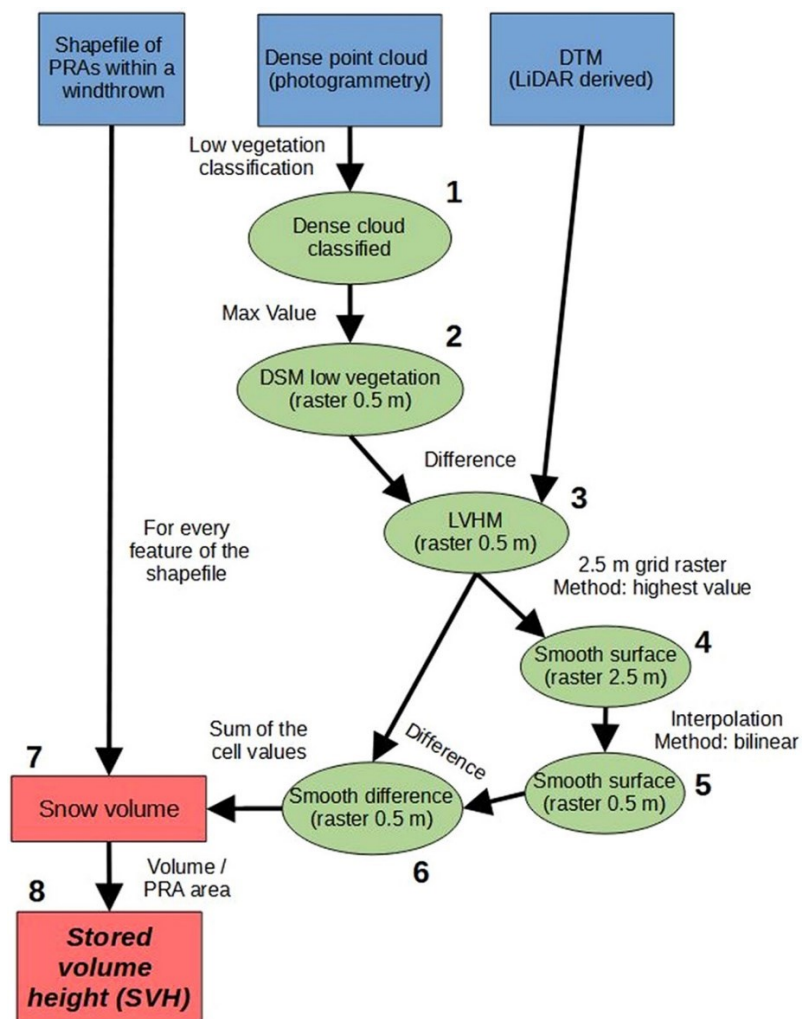 Shapefile of
PRAs within a
windthrown
Dense point cloud
(photogrammetry)
DTM
(LiDAR derived)
Low vegetation
classification
1
Dense cloud
classified
Max Value
2
DSM low vegetation
(raster 0.5 m)
Difference
3
LVHM
(raster 0.5 m)
For every
feature of the
shapefile
2.5 m grid raster
Method: highest value
4
Smooth surface
(raster 2.5 m)
Interpolation
Method: bilinear
Sum of the
cell values
Difference
7
Snow volume
Smooth difference
(raster 0.5 m)
Smooth surface
(raster 0.5 m)
5
6
Volume /
PRA area
8
Stored
volume
height (SVH)